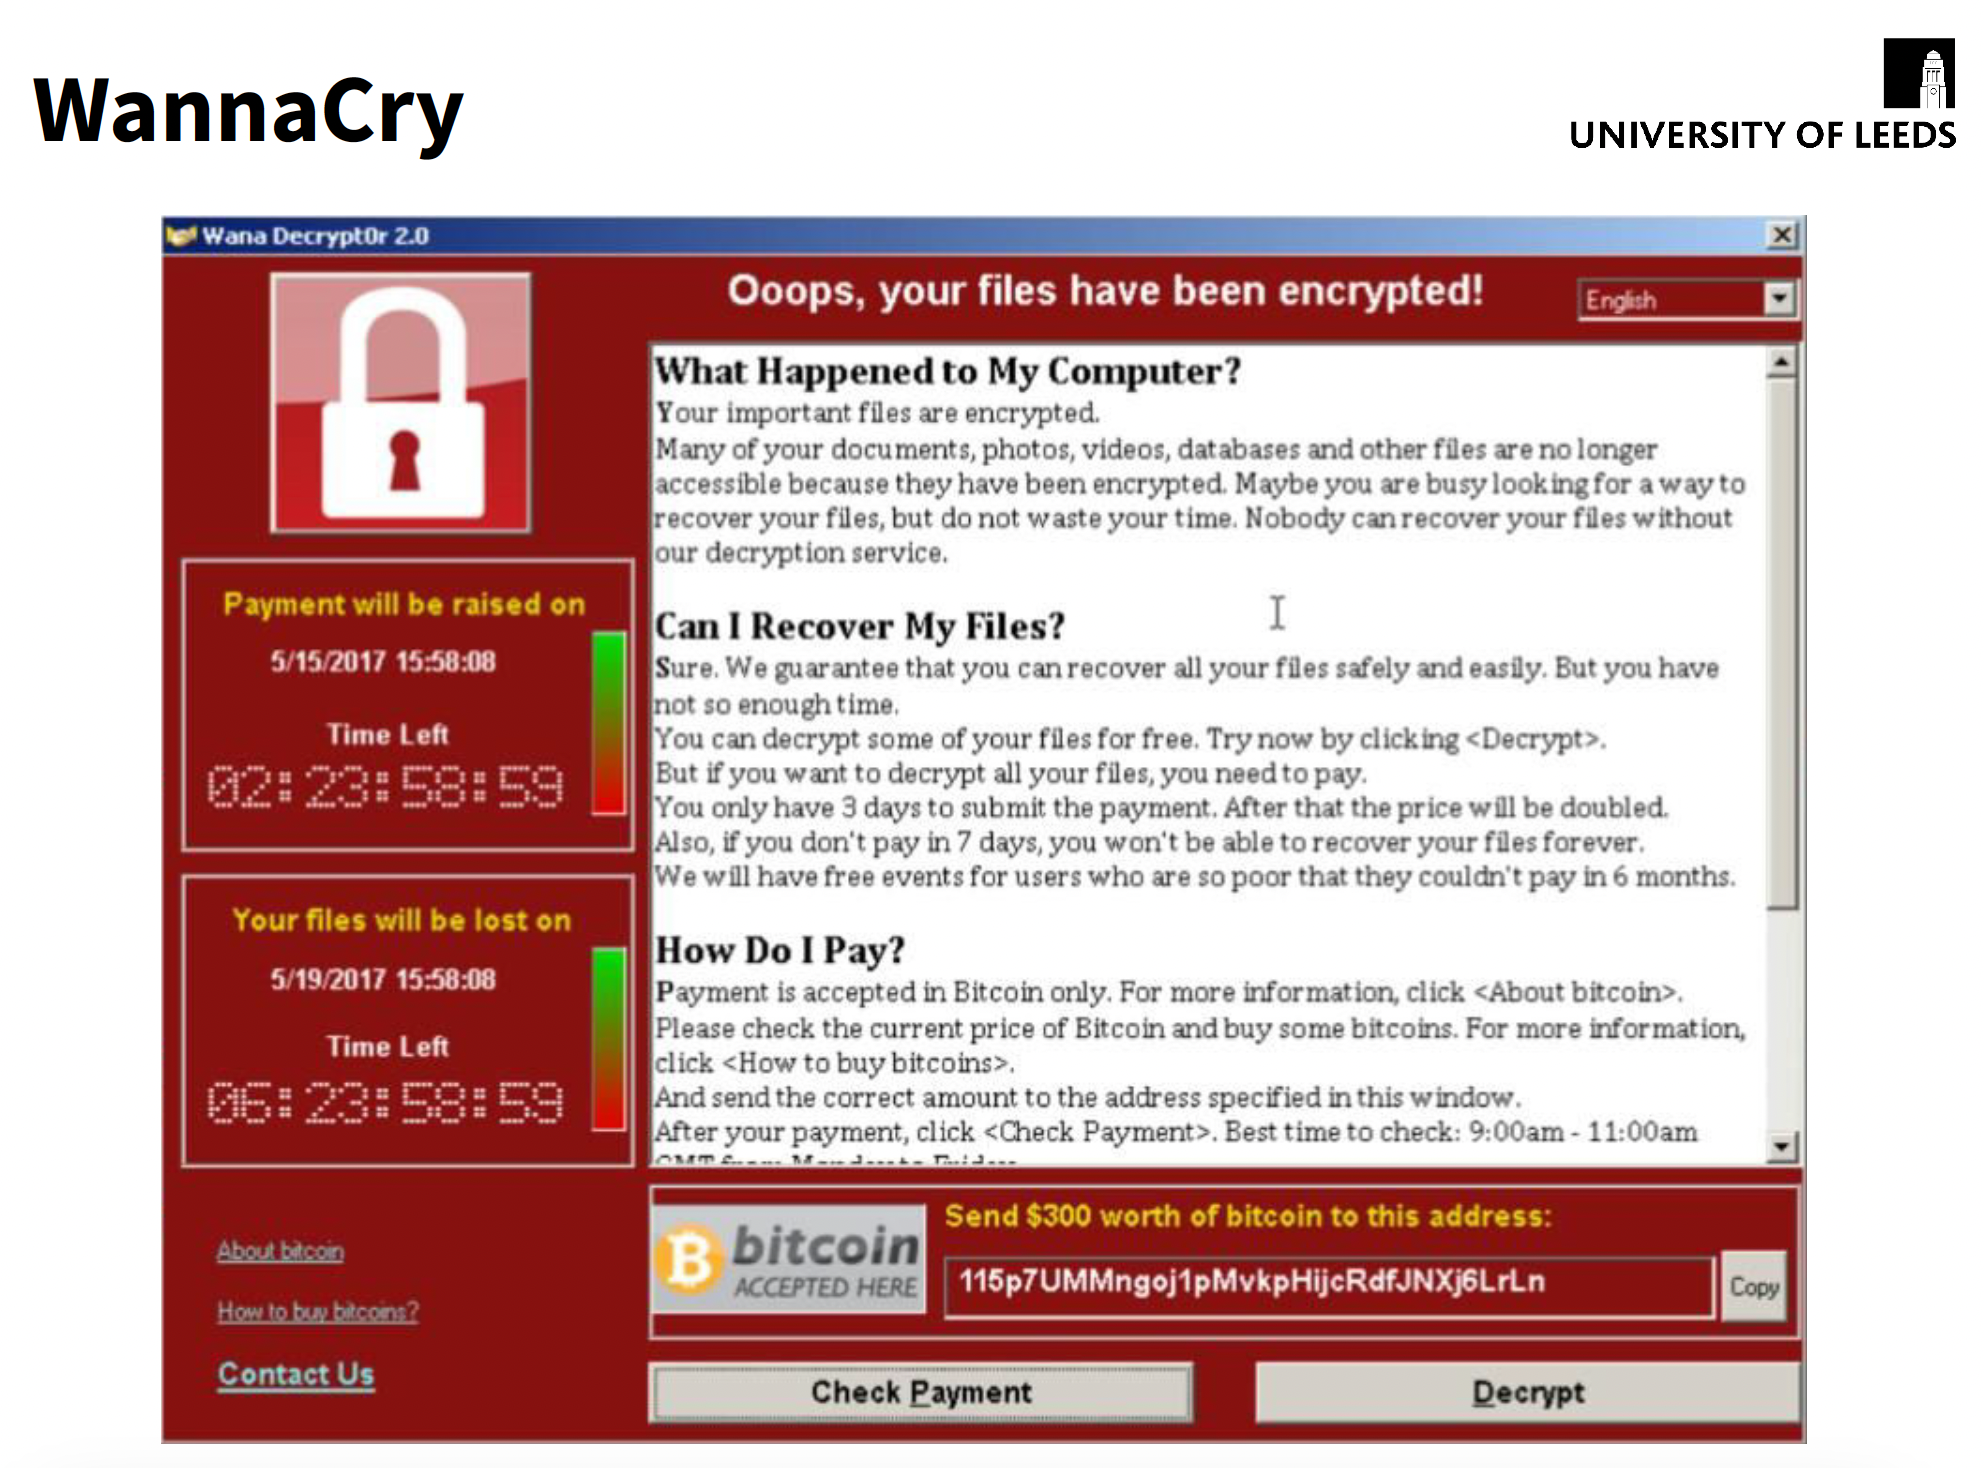 WannaCry
UNIVERSITY OF LEEDS
Wana Decrypt0r 2.0
Ooops, your files have been encrypted!
English
What Happened to My Computer?
Your important files are encrypted.
Many of your documents, photos, videos, databases and other files are no longer
accessible because they have been encrypted. Maybe you are busy looking for a way to
recover your files, but do not waste your time. Nobody can recover your files without
our decryption service.
Can I Recover My Files?
Sure. We guarantee that you can recover all your files safely and easily. But you have
not so enough time.
You can decrypt some of your files for free. Try now by clicking <Decrypt>.
But if you want to decrypt all your files, you need to pay.
You only have 3 days to submit the payment. After that the price will be doubled.
Also, if you don't pay in 7 days, you won't be able to recover your files forever.
We will have free events for users who are so poor that they couldn't pay in 6 months.
How Do I Pay?
Payment is accepted in Bitcoin only. For more information, click <About bitcoin>.
Please check the current price of Bitcoin and buy some bitcoins. For more information,
click <How to buy bitcoins>.
And send the correct amount to the address specified in this window.
After your payment, click <Check Payment>. Best time to check: 9:00am - 11:00am
GMT from Monday to Friday.
Payment will be raised on
5/15/2017 15:58:08
Time Left
02:23:58:59
Your files will be lost on
5/19/2017 15:58:08
Time Left
06:23:58:59
About bitcoin
How to buy bitcoins?
Contact Us
bitcoin
ACCEPTED HERE
Send $300 worth of bitcoin to this address:
115p7UMMngoj1pMvkpHijcRdfJNXj6LrLn
Copy
Check Payment
Decrypt